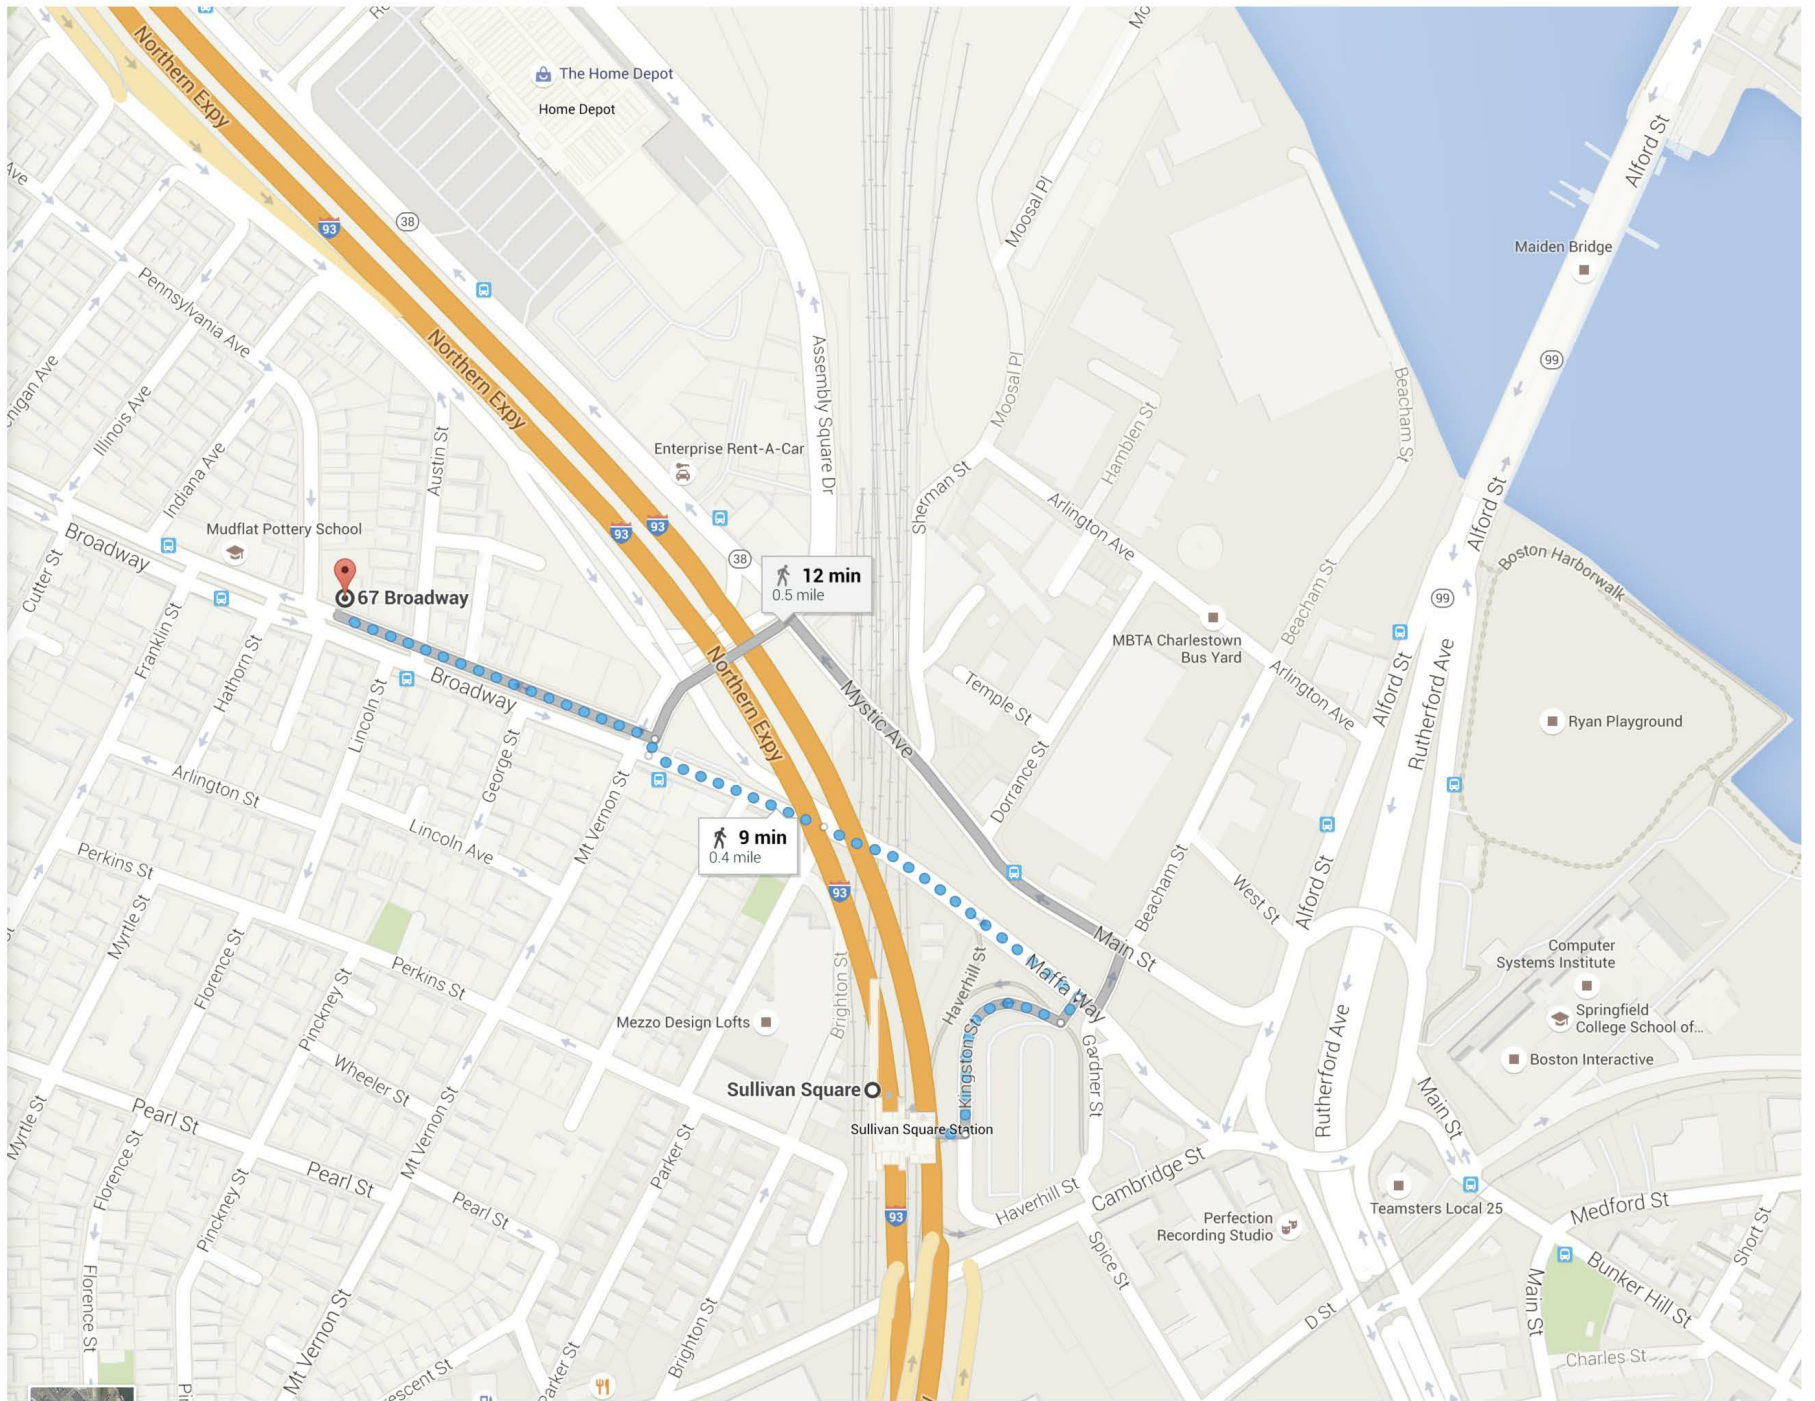 Northern Expy
The Home Depot
Home Depot
Mo
Alford St
Ave
93
38
Moosal Pl
Maiden Bridge
Pennsylvania Ave
Northern Expy
99
Illinois Ave
Assembly Square Dr
Moosal Pl
Beacham St
Indiana Ave
Austin St
Enterprise Rent-A-Car
Hamblen St
Sherman St
Arlington Ave
Alford St
Mudflat Pottery School
Broadway
93
93
38
Boston Harborwalk
Cutter St
67 Broadway
12 min
0.5 mile
Beacham St
99
Franklin St
Hathorn St
MBTA Charlestown
Bus Yard
Arlington Ave
Alford St
Rutherford Ave
Broadway
Northern Expy
Mystic Ave
Temple St
Ryan Playground
Lincoln St
George St
Arlington St
Mt Vernon St
Dorrance St
Lincoln Ave
9 min
0.4 mile
Perkins St
93
Beacham St
West St
Alford St
Myrtle St
Florence St
Perkins St
Pinckney St
Brighton St
Haverhill St
Main St
Maffa Way
Computer
Systems Institute
Mezzo Design Lofts
Kingston St
Gardner St
Rutherford Ave
Springfield
College School of...
Boston Interactive
Wheeler St
Sullivan Square
Sullivan Square Station
Main St
Myrtle St
Pearl St
Florence St
Mt Vernon St
Parker St
Pearl St
Pinckney St
Pearl St
93
Haverhill St
Cambridge St
Teamsters Local 25
Medford St
Perfection
Recording Studio
Spice St
Short St
Bunker Hill St
Main St
Florence St
Mt Vernon St
Brighton St
D St
Charles St
Parker St
escent St